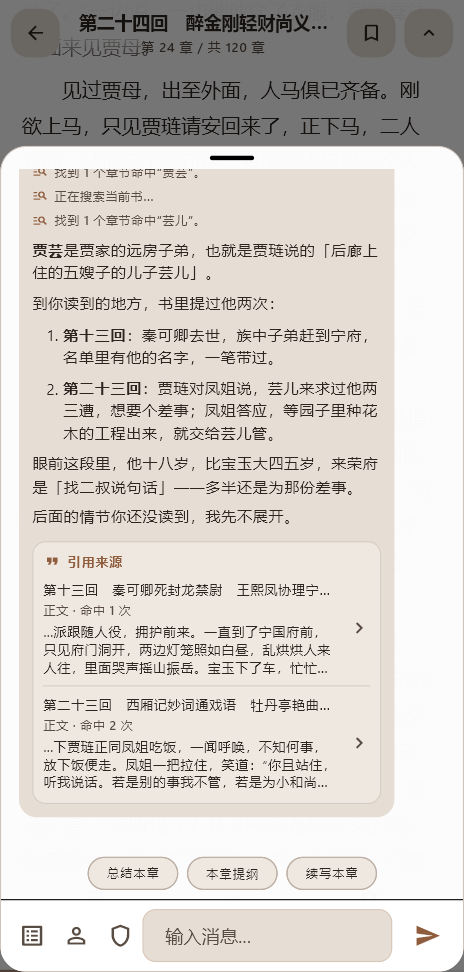 第二十四回　醉金刚轻财尚义...
第 24 章 / 共 120 章
面来见贾母。
见过贾母，出至外面，人马俱已齐备。刚
欲上马，只见贾琏请安回来了，正下马，二人
找到 1 个章节命中“贾芸”。
正在搜索当前书...
找到 1 个章节命中“芸儿”。
贾芸是贾家的远房子弟，也就是贾琏说的「后廊上
住的五嫂子的儿子芸儿」。
到你读到的地方，书里提过他两次：
1. 第十三回：秦可卿去世，族中子弟赶到宁府，
名单里有他的名字，一笔带过。
2. 第二十三回：贾琏对凤姐说，芸儿来求过他两
三遭，想要个差事；凤姐答应，等园子里种花
木的工程出来，就交给芸儿管。
眼前这段里，他十八岁，比宝玉大四五岁，来荣府
是「找二叔说句话」——多半还是为那份差事。
后面的情节你还没读到，我先不展开。
引用来源
第十三回　秦可卿死封龙禁尉　王熙凤协理宁...
正文 · 命中 1 次
...派跟随人役，拥护前来。一直到了宁国府前，
只见府门洞开，两边灯笼照如白昼，乱烘烘人来
人往，里面哭声摇山振岳。宝玉下了车，忙忙...
第二十三回　西厢记妙词通戏语　牡丹亭艳曲...
正文 · 命中 2 次
...下贾琏正同凤姐吃饭，一闻呼唤，不知何事，
放下饭便走。凤姐一把拉住，笑道：“你且站住，
听我说话。若是别的事我不管，若是为小和尚...
总结本章
本章提纲
续写本章
输入消息...